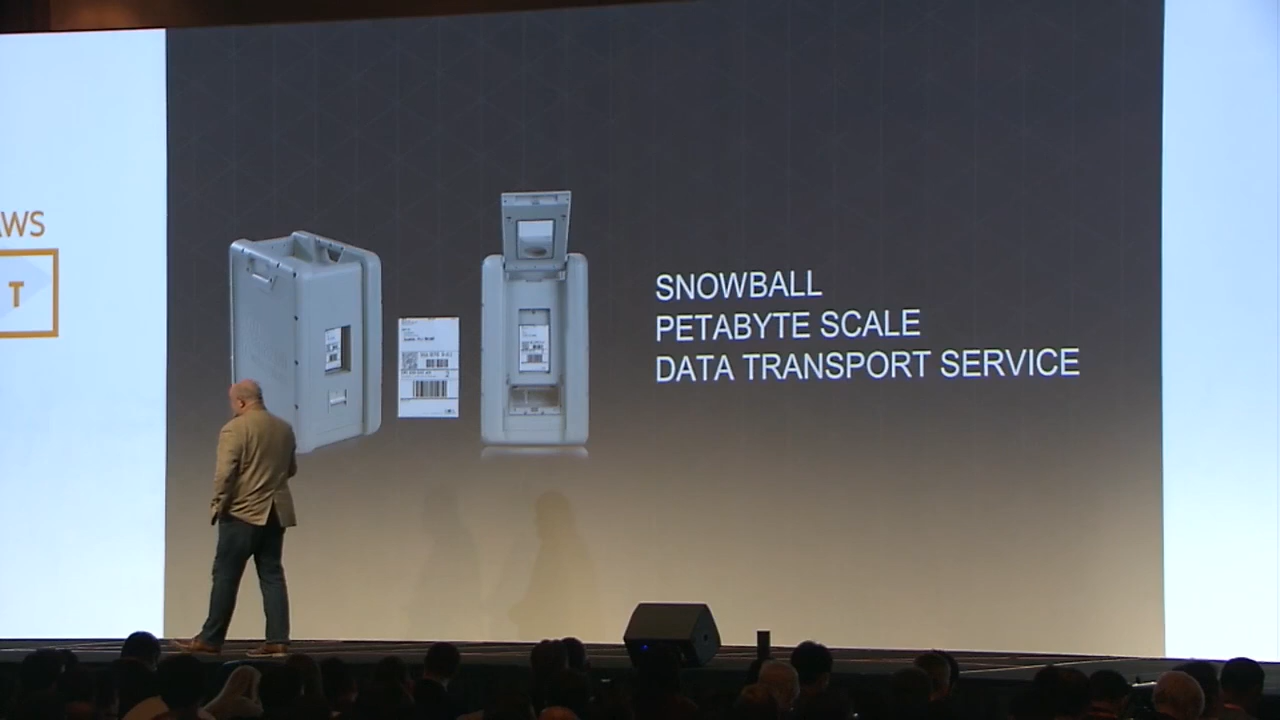 AWS
T
SNOWBALL
PETABYTE SCALE
DATA TRANSPORT SERVICE